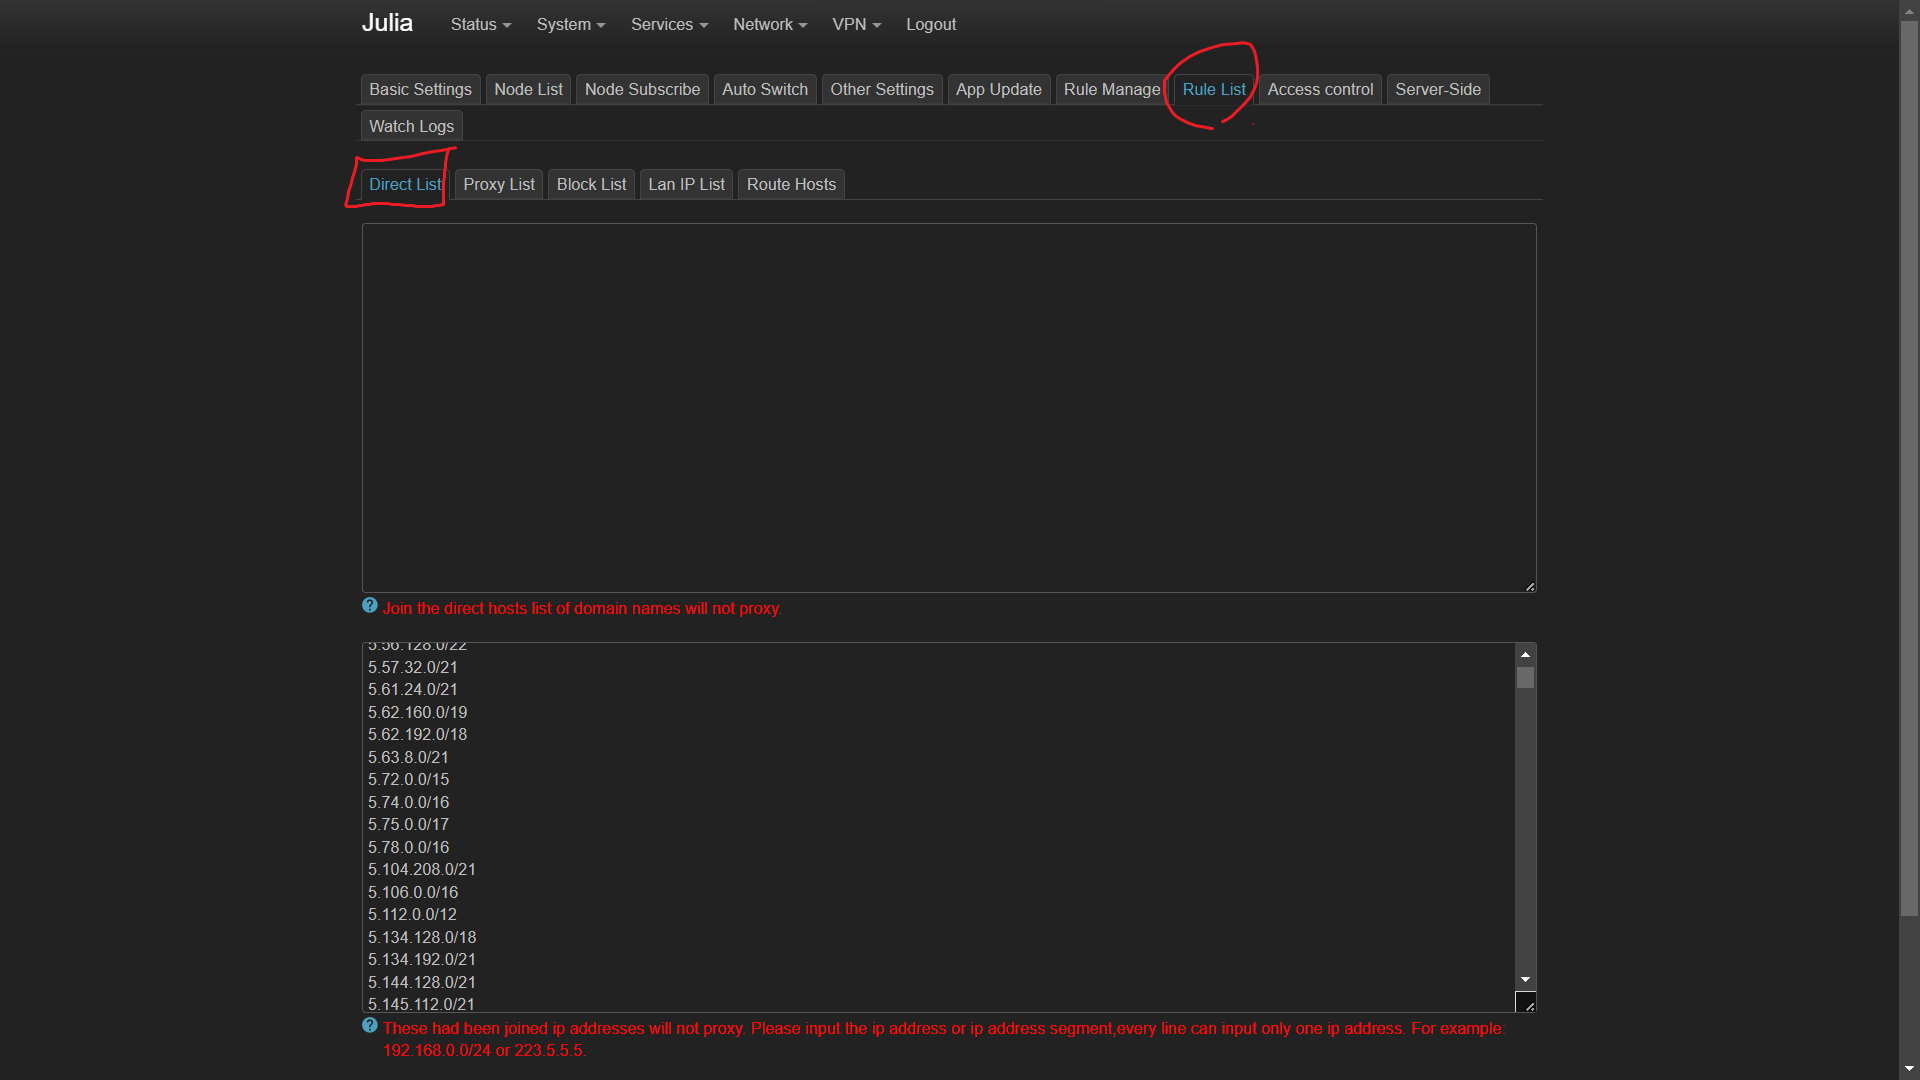 Julia Status System Services Network VPN Logout
Basic Settings Node List Node Subscribe Auto Switch Other Settings App Update Rule Manage Rule List Access control Server-Side
Watch Logs
Direct List Proxy List Block List Lan IP List Route Hosts
? Join the direct hosts list of domain names will not proxy.
5.56.128.0/22
5.57.32.0/21
5.61.24.0/21
5.62.160.0/19
5.62.192.0/18
5.63.8.0/21
5.72.0.0/15
5.74.0.0/16
5.75.0.0/17
5.78.0.0/16
5.104.208.0/21
5.106.0.0/16
5.112.0.0/12
5.134.128.0/18
5.134.192.0/21
5.144.128.0/21
5.145.112.0/21
? These had been joined ip addresses will not proxy. Please input the ip address or ip address segment,every line can input only one ip address. For example:
192.168.0.0/24 or 223.5.5.5.